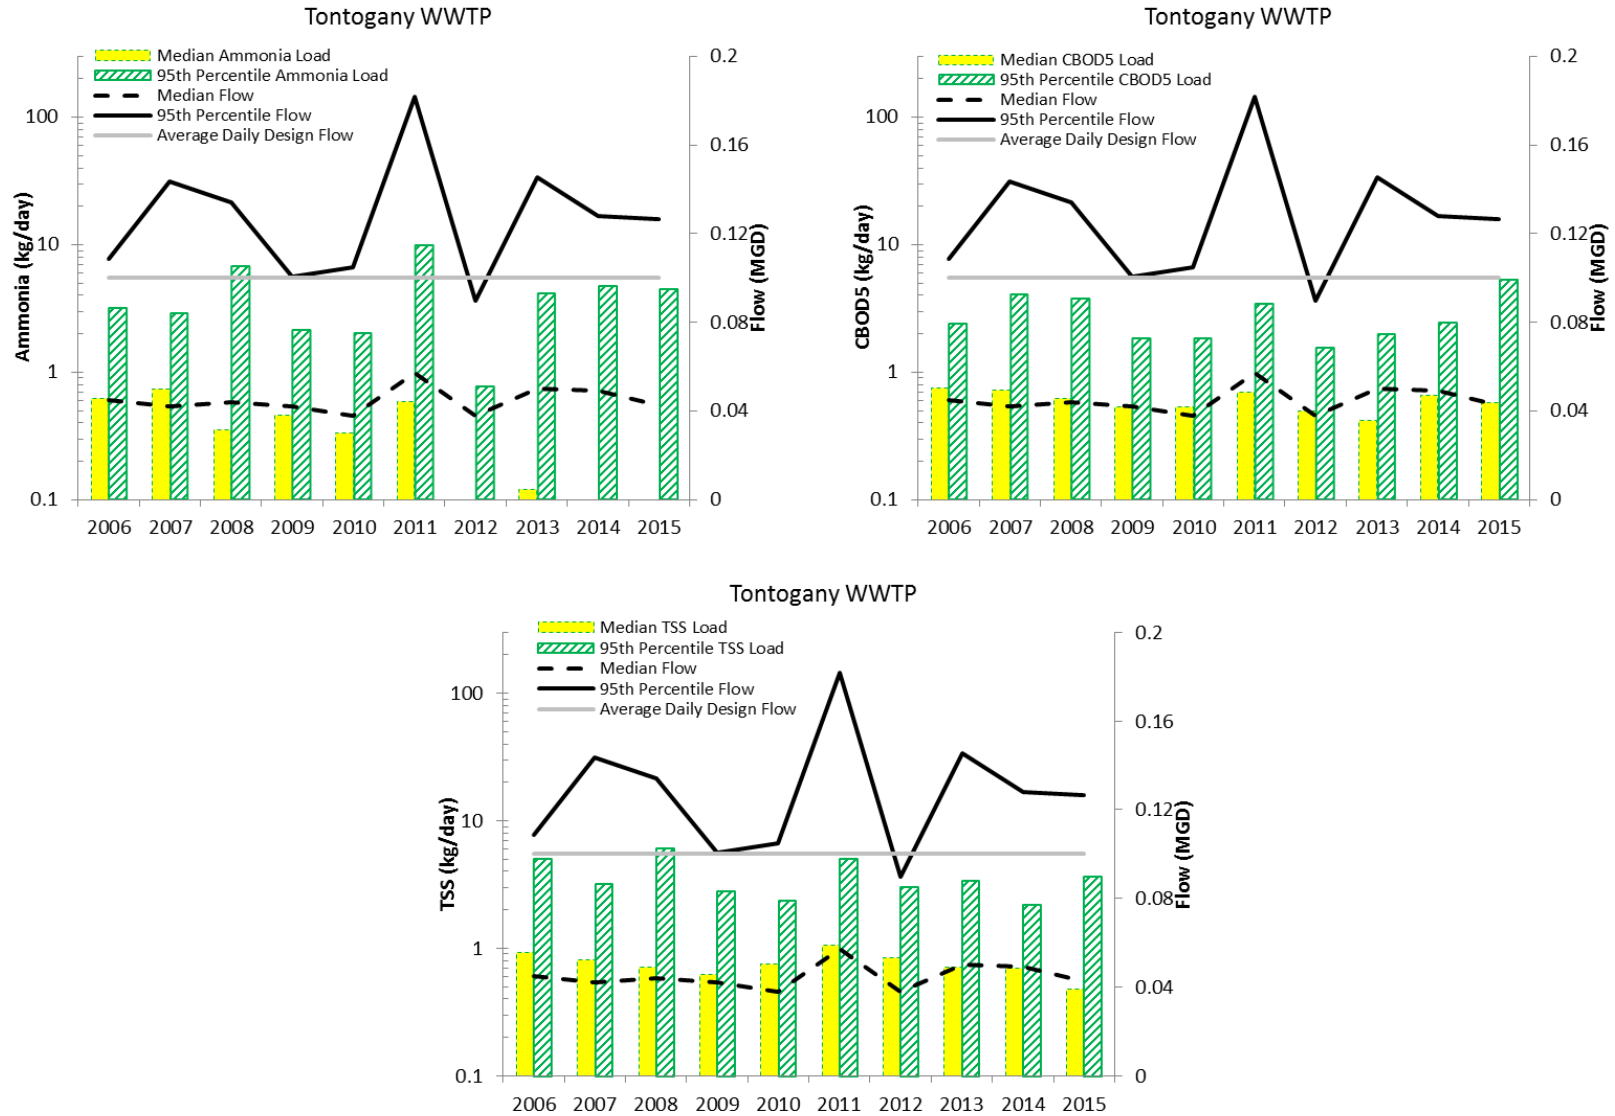 Tontogany WWTP
Median Ammonia Load
95th Percentile Ammonia Load
Median Flow
95th Percentile Flow
Average Daily Design Flow
Ammonia (kg/day)
100
10
1
0.1
0.2
0.16
0.12
0.08
0.04
0
Flow (MGD)
2006 2007 2008 2009 2010 2011 2012 2013 2014 2015
Tontogany WWTP
Median CBOD5 Load
95th Percentile CBOD5 Load
Median Flow
95th Percentile Flow
Average Daily Design Flow
CBOD5 (kg/day)
100
10
1
0.1
0.2
0.16
0.12
0.08
0.04
0
Flow (MGD)
2006 2007 2008 2009 2010 2011 2012 2013 2014 2015
Tontogany WWTP
Median TSS Load
95th Percentile TSS Load
Median Flow
95th Percentile Flow
Average Daily Design Flow
TSS (kg/day)
100
10
1
0.1
0.2
0.16
0.12
0.08
0.04
0
Flow (MGD)
2006 2007 2008 2009 2010 2011 2012 2013 2014 2015